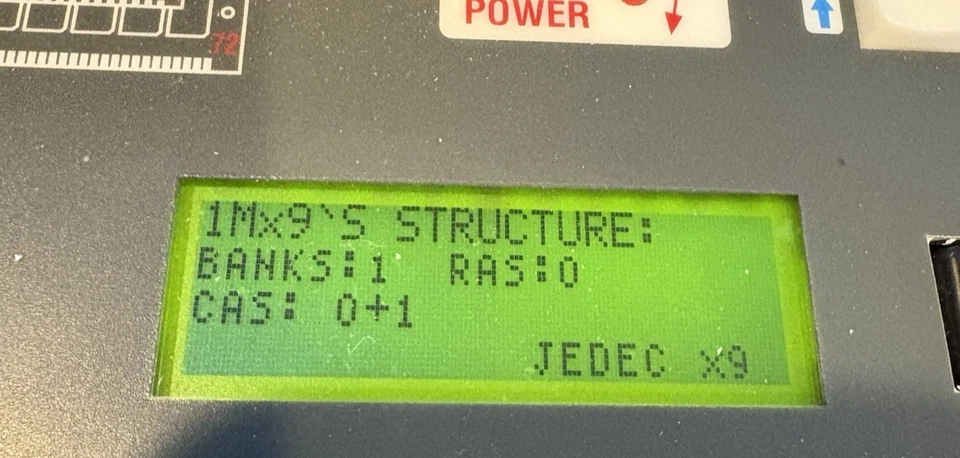 72
POWER
1Mx9`S STRUCTURE:
BANKS:1 RAS:0
CAS: 0+1
JEDEC x9